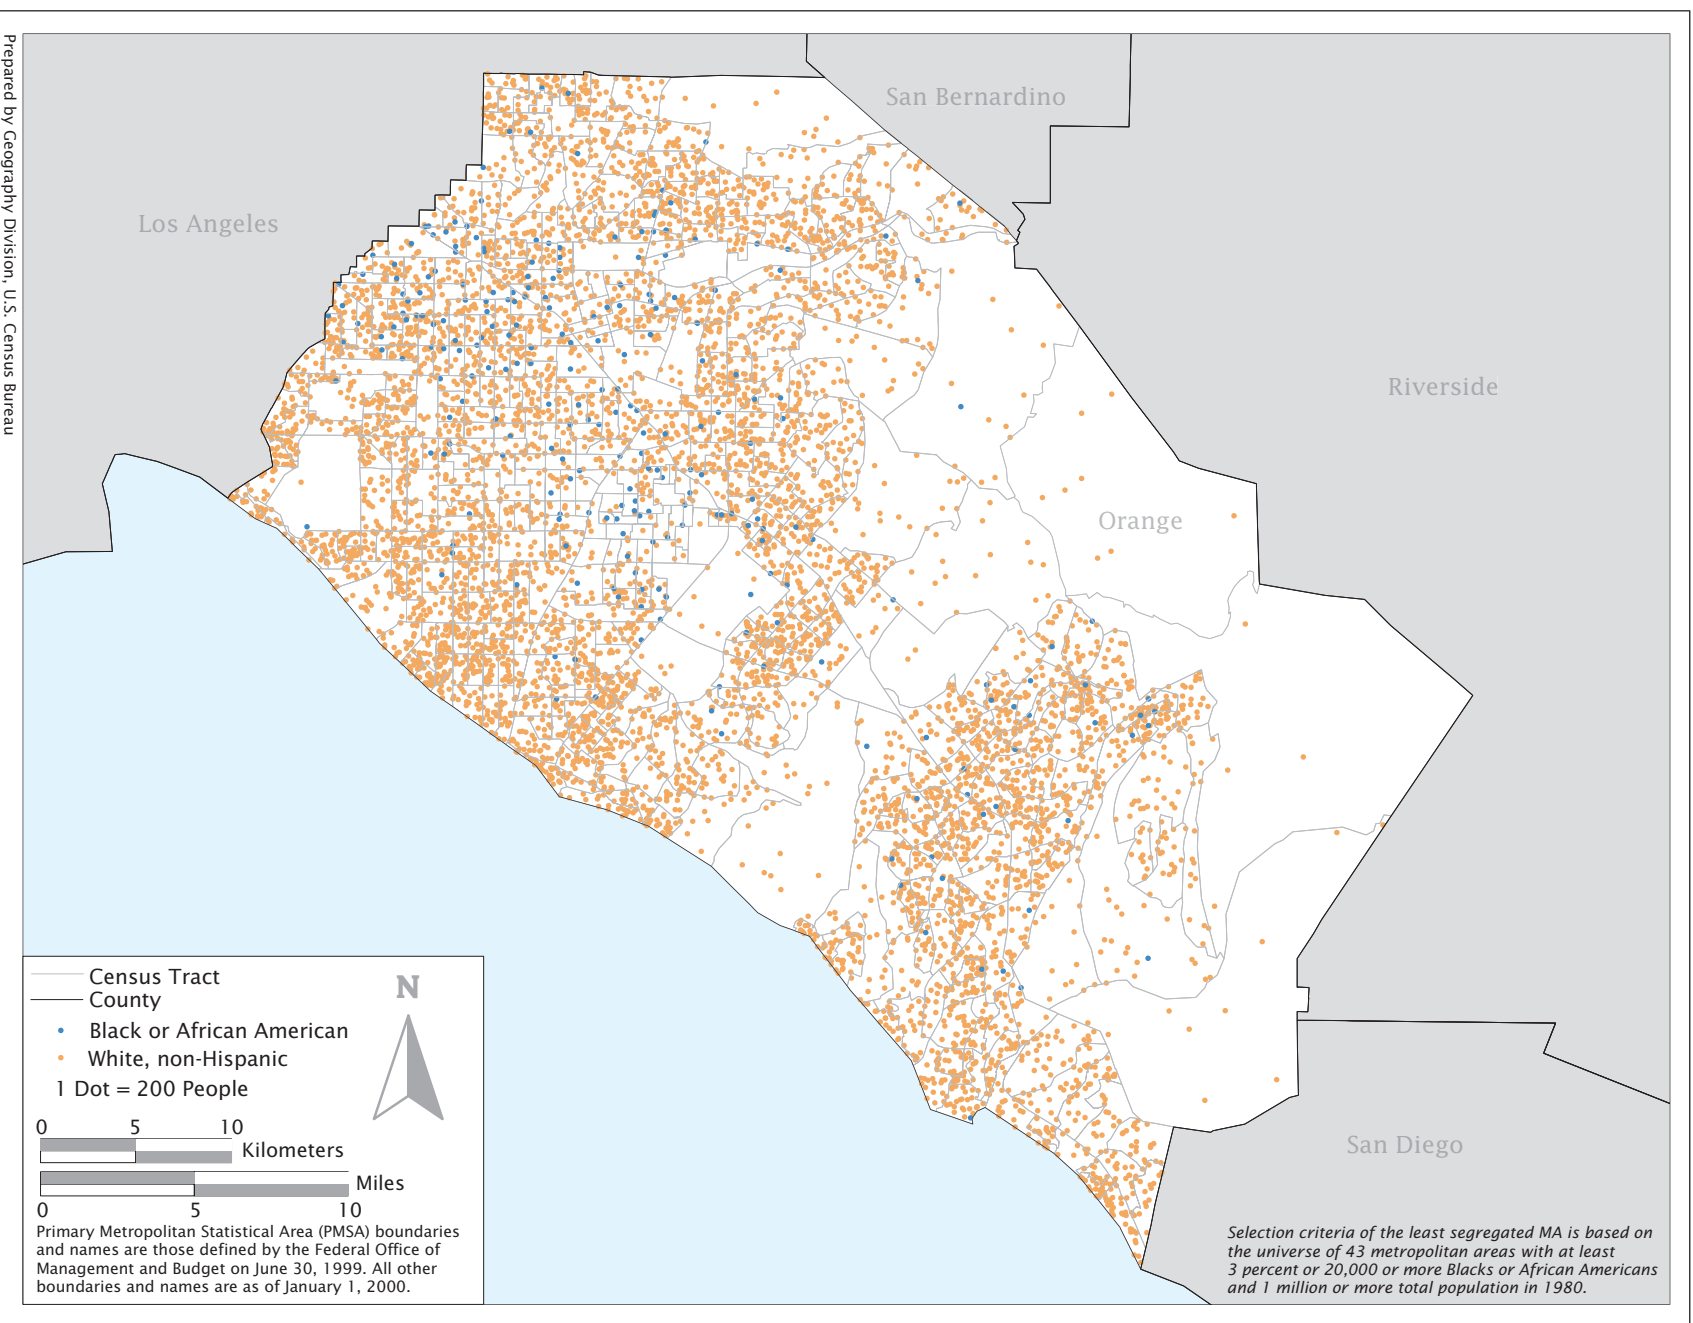 Prepared by Geography Division, U.S. Census Bureau
San Bernardino
Los Angeles
Riverside
Orange
San Diego
Census Tract
County
N
Black or African American
White, non-Hispanic
1 Dot = 200 People
0 5 10
Kilometers
Miles
0 5 10
Primary Metropolitan Statistical Area (PMSA) boundaries
and names are those defined by the Federal Office of
Management and Budget on June 30, 1999. All other
boundaries and names are as of January 1, 2000.
Selection criteria of the least segregated MA is based on
the universe of 43 metropolitan areas with at least
3 percent or 20,000 or more Blacks or African Americans
and 1 million or more total population in 1980.